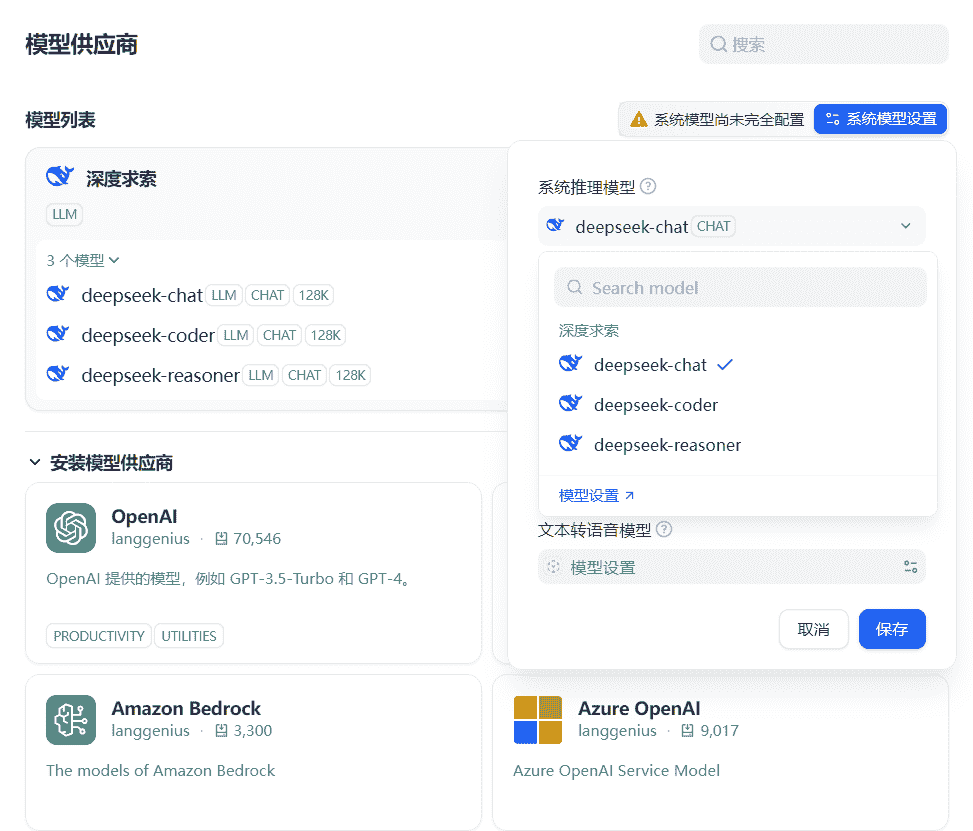 模型供应商
搜索
模型列表
系统模型尚未完全配置
系统模型设置
深度求索
LLM
3 个模型
deepseek-chat LLM CHAT 128K
deepseek-coder LLM CHAT 128K
deepseek-reasoner LLM CHAT 128K
系统推理模型
deepseek-chat CHAT
Search model
深度求索
deepseek-chat
deepseek-coder
deepseek-reasoner
模型设置
文本转语音模型
模型设置
取消
保存
安装模型供应商
OpenAI
langgenius · 70,546
OpenAI 提供的模型，例如 GPT-3.5-Turbo 和 GPT-4。
PRODUCTIVITY UTILITIES
Amazon Bedrock
langgenius · 3,300
The models of Amazon Bedrock
Azure OpenAI
langgenius · 9,017
Azure OpenAI Service Model